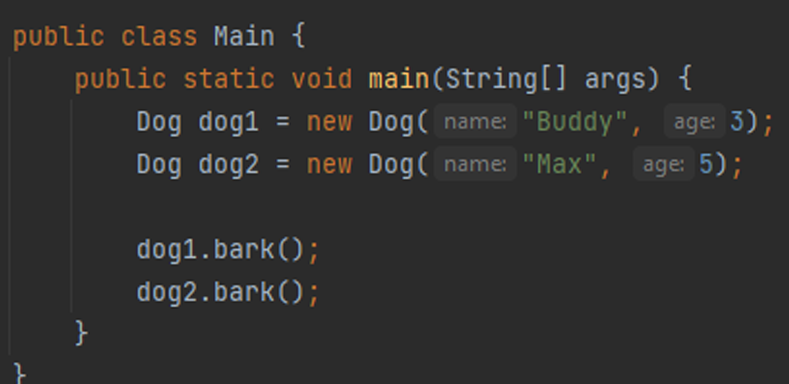 public class Main {
public static void main(String[] args) {
Dog dog1 = new Dog( name: "Buddy", age: 3);
Dog dog2 = new Dog( name: "Max", age: 5);
dog1.bark();
dog2.bark();
}
}